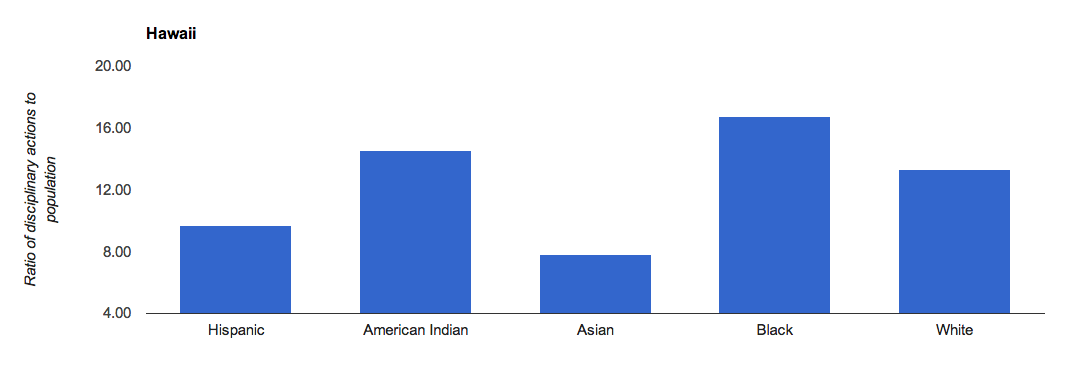 Hawaii
20.00
16.00
12.00
8.00
4.00
Ratio of disciplinary actions to
population
Hispanic
American Indian
Asian
Black
White